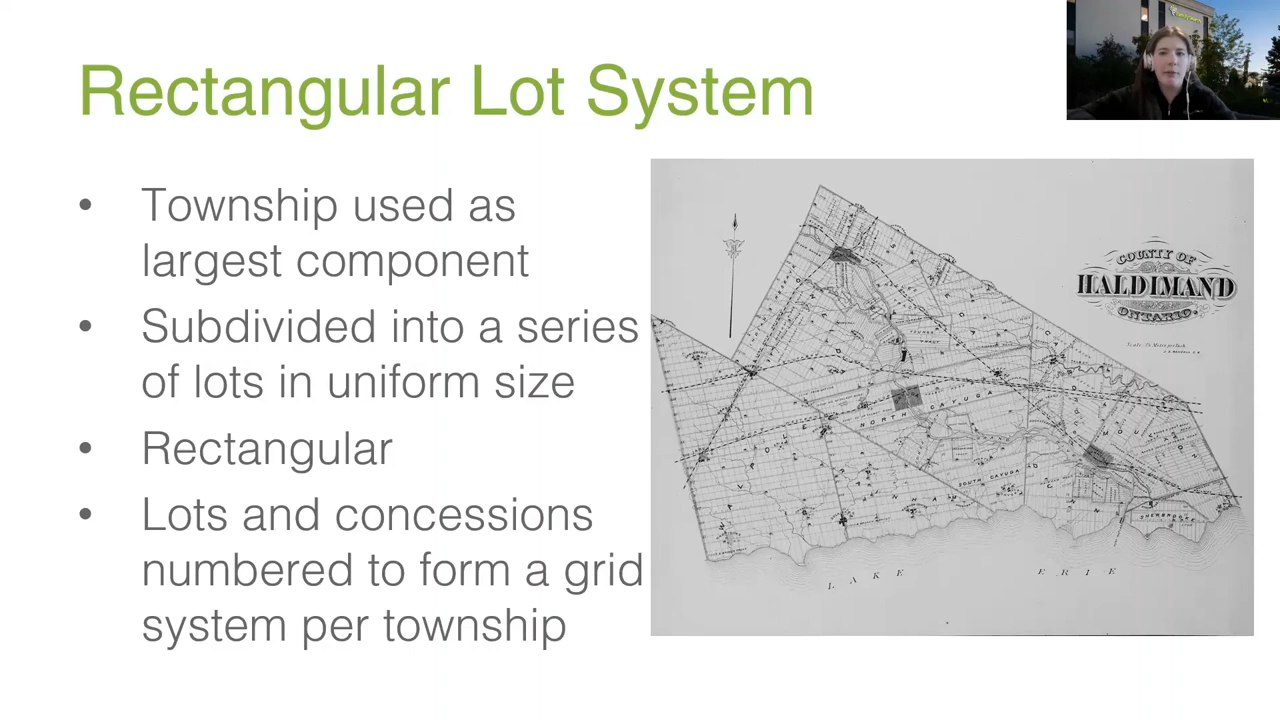 Rectangular Lot System
• Township used as
largest component
• Subdivided into a series
of lots in uniform size
• Rectangular
• Lots and concessions
numbered to form a grid
system per township
COUNTY OF
HALDIMAND
ONTARIO.
NORTH CAYUGA
SOUTH CAYUGA
SHERBROOKE
LAKE ERIE